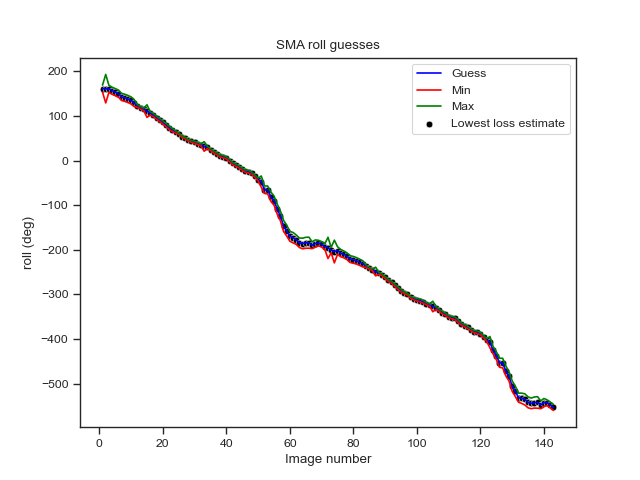 SMA roll guesses
200
100
0
−100
−200
−300
−400
−500
roll (deg)
Guess
Min
Max
Lowest loss estimate
0 20 40 60 80 100 120 140
Image number